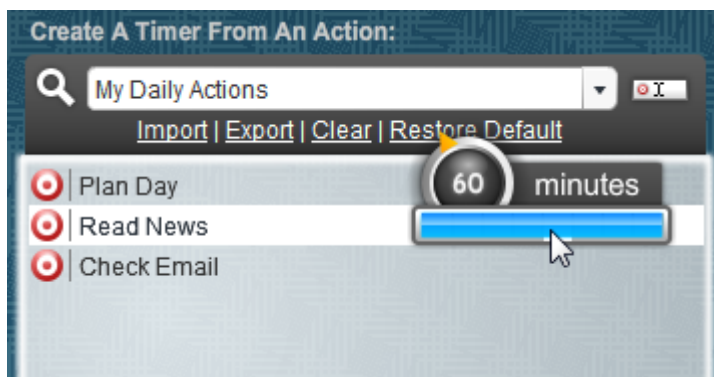 Create A Timer From An Action:
My Daily Actions
Import | Export | Clear | Restore Default
Plan Day
60 minutes
Read News
Check Email